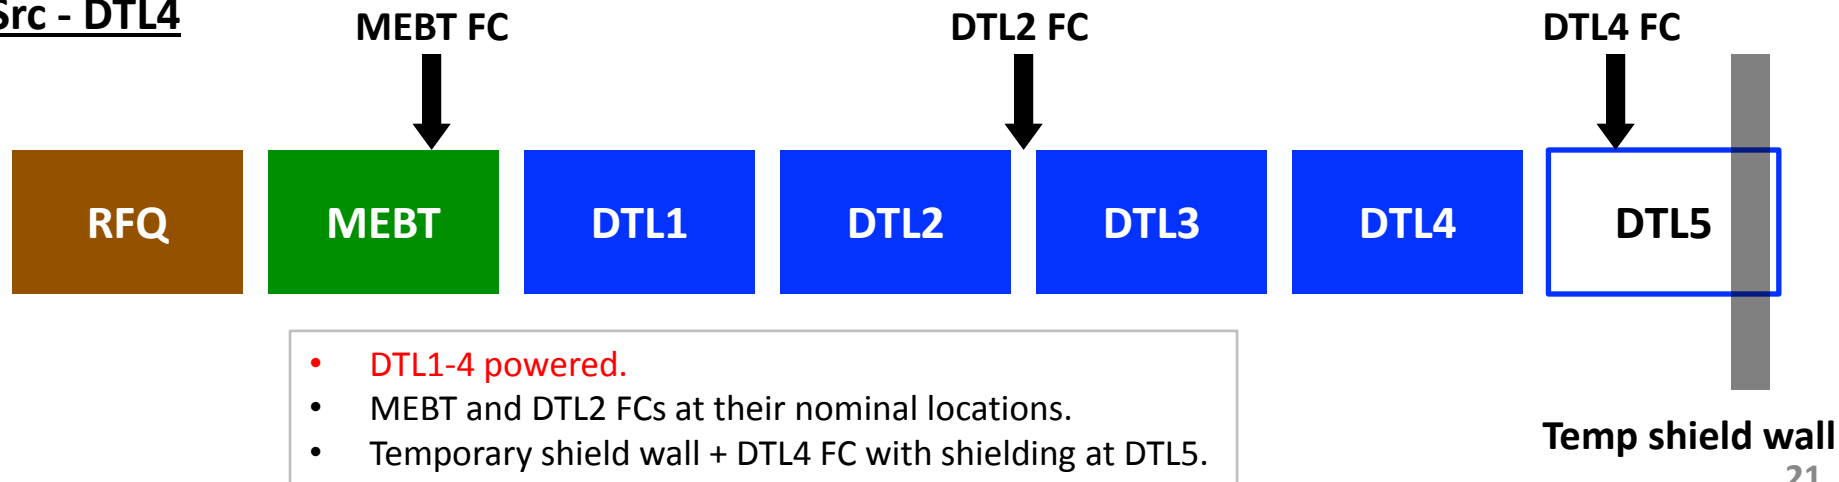 Src - DTL4
MEBT FC
DTL2 FC
DTL4 FC
RFQ
MEBT
DTL1
DTL2
DTL3
DTL4
DTL5
• DTL1-4 powered.
• MEBT and DTL2 FCs at their nominal locations.
• Temporary shield wall + DTL4 FC with shielding at DTL5.
Temp shield wall
21